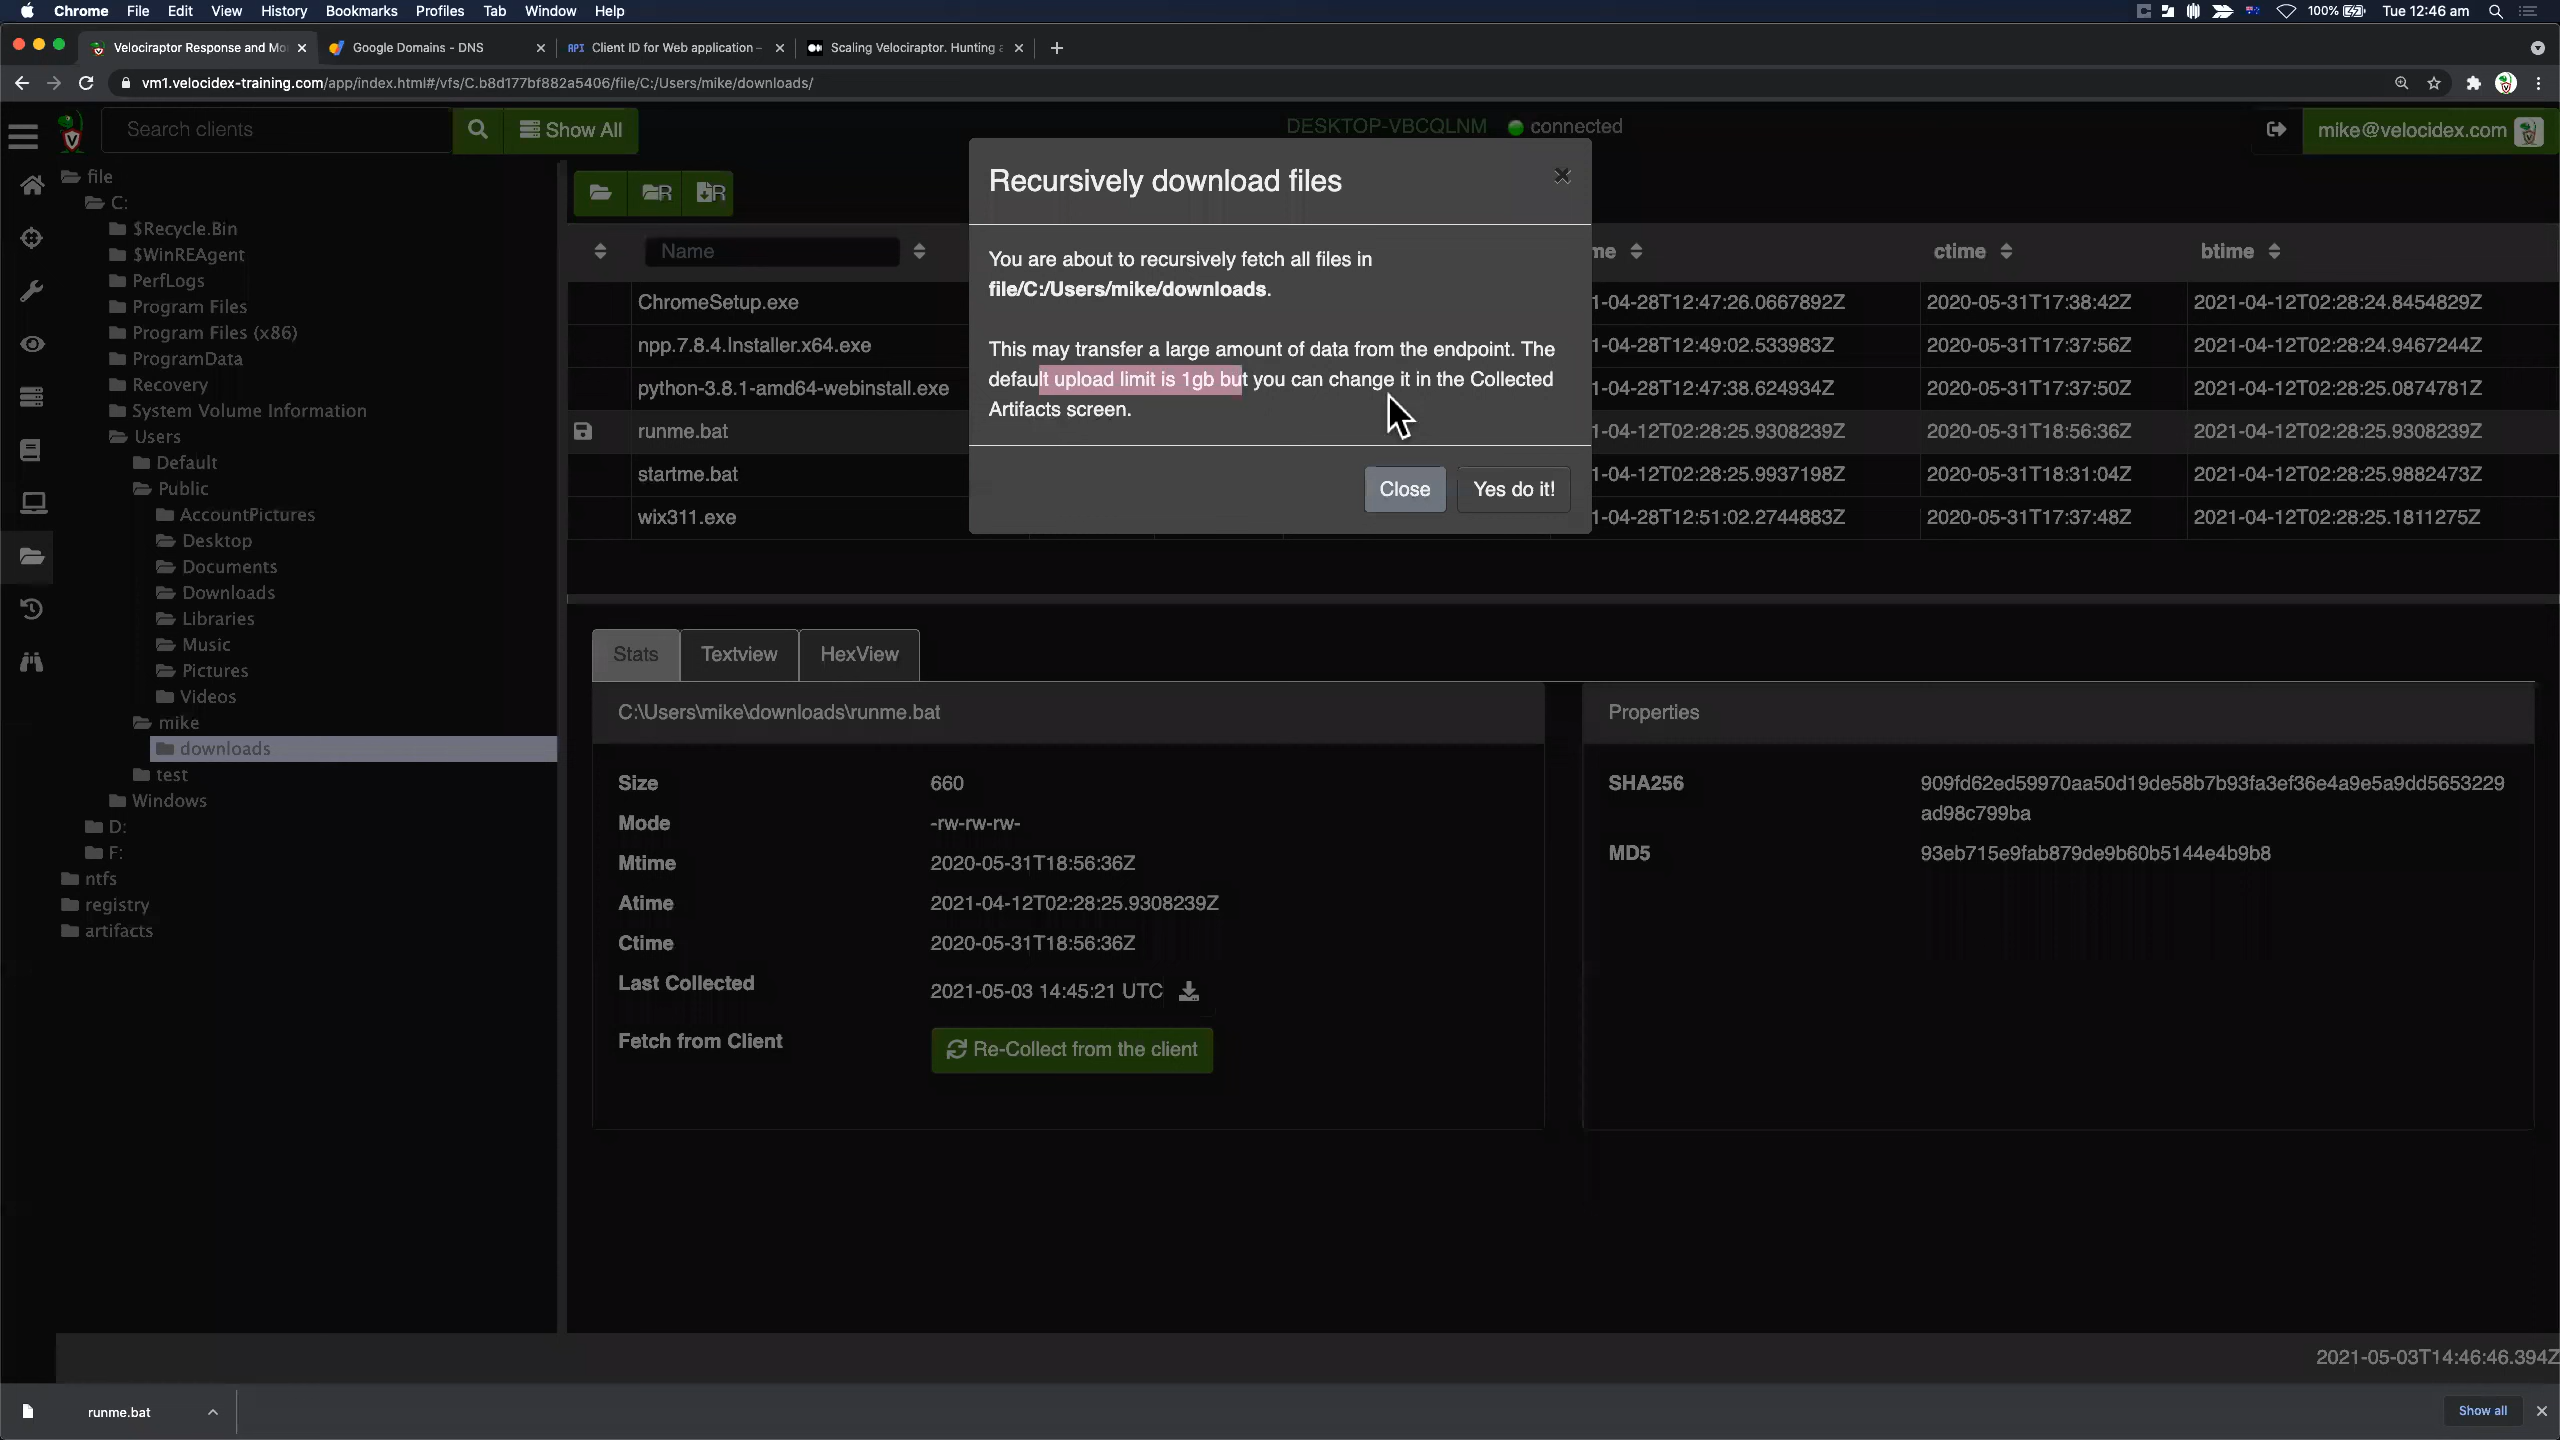 Chrome File Edit View History Bookmarks Profiles Tab Window Help 100% Tue 12:46 am
Velociraptor Response and Mo Google Domains - DNS API Client ID for Web application - Scaling Velociraptor. Hunting a
vm1.velocidex-training.com/app/index.html#/vfs/C.b8d177bf882a5406/file/C:/Users/mike/downloads/
Search clients Show All DESKTOP-VBCQLNM connected mike@velocidex.com
file
C:
$Recycle.Bin
$WinREAgent
PerfLogs
Program Files
Program Files (x86)
ProgramData
Recovery
System Volume Information
Users
Default
Public
AccountPictures
Desktop
Documents
Downloads
Libraries
Music
Pictures
Videos
mike
downloads
test
Windows
D:
F:
ntfs
registry
artifacts
R R
Name me ctime btime
ChromeSetup.exe 1-04-28T12:47:26.0667892Z 2020-05-31T17:38:42Z 2021-04-12T02:28:24.8454829Z
npp.7.8.4.Installer.x64.exe 1-04-28T12:49:02.533983Z 2020-05-31T17:37:56Z 2021-04-12T02:28:24.9467244Z
python-3.8.1-amd64-webinstall.exe 1-04-28T12:47:38.624934Z 2020-05-31T17:37:50Z 2021-04-12T02:28:25.0874781Z
runme.bat 1-04-12T02:28:25.9308239Z 2020-05-31T18:56:36Z 2021-04-12T02:28:25.9308239Z
startme.bat 1-04-12T02:28:25.9937198Z 2020-05-31T18:31:04Z 2021-04-12T02:28:25.9882473Z
wix311.exe 1-04-28T12:51:02.2744883Z 2020-05-31T17:37:48Z 2021-04-12T02:28:25.1811275Z
Recursively download files
You are about to recursively fetch all files in
file/C:/Users/mike/downloads.
This may transfer a large amount of data from the endpoint. The
default upload limit is 1gb but you can change it in the Collected
Artifacts screen.
Close Yes do it!
Stats Textview HexView
C:\Users\mike\downloads\runme.bat
Size 660
Mode -rw-rw-rw-
Mtime 2020-05-31T18:56:36Z
Atime 2021-04-12T02:28:25.9308239Z
Ctime 2020-05-31T18:56:36Z
Last Collected 2021-05-03 14:45:21 UTC
Fetch from Client Re-Collect from the client
Properties
SHA256 909fd62ed59970aa50d19de58b7b93fa3ef36e4a9e5a9dd5653229
ad98c799ba
MD5 93eb715e9fab879de9b60b5144e4b9b8
2021-05-03T14:46:46.394Z
runme.bat Show all